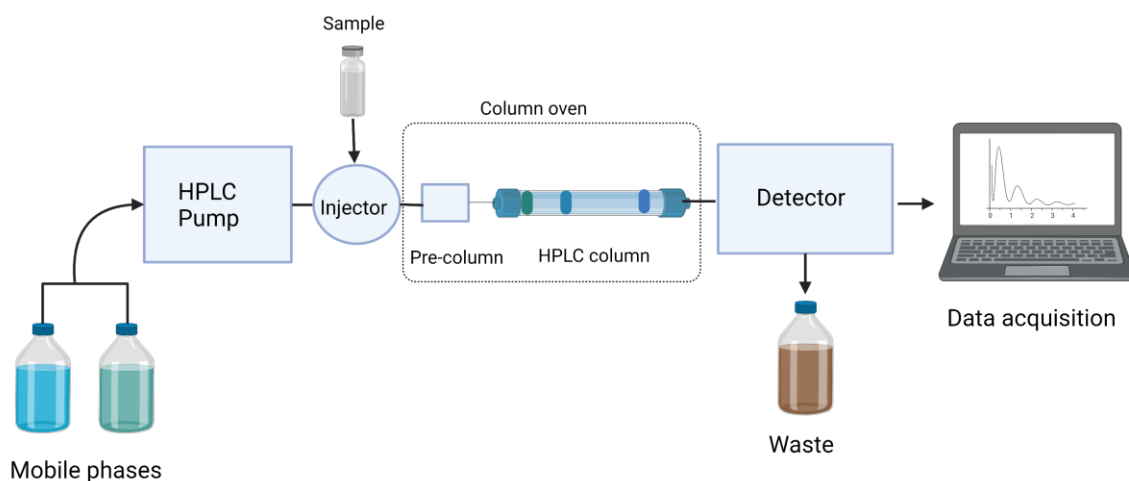 Sample
Column oven
HPLC
Pump
Injector
Pre-column
HPLC column
Detector
0 1 2 3 4
Data acquisition
Waste
Mobile phases